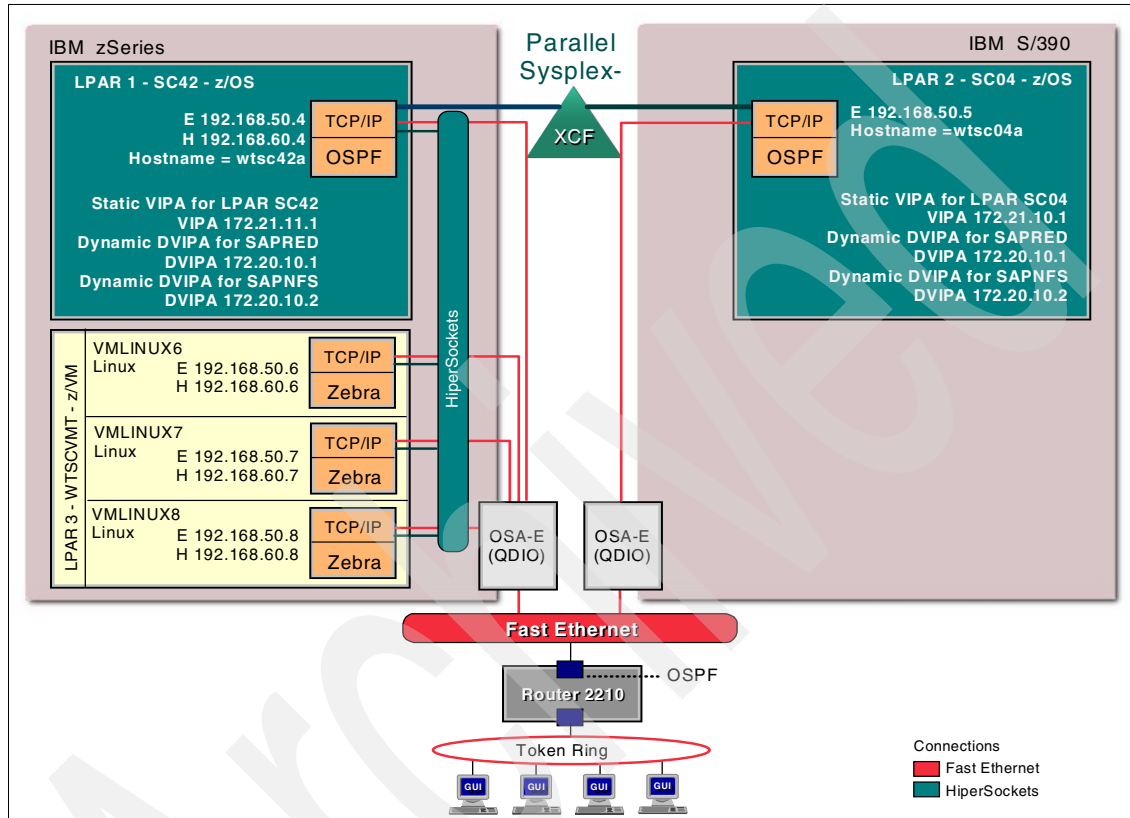 IBM zSeries
LPAR 1 - SC42 - z/OS
E 192.168.50.4
H 192.168.60.4
Hostname = wtsc42a
TCP/IP
OSPF
Static VIPA for LPAR SC42
VIPA 172.21.11.1
Dynamic DVIPA for SAPRED
DVIPA 172.20.10.1
Dynamic DVIPA for SAPNFS
DVIPA 172.20.10.2
Parallel
Sysplex-
XCF
IBM S/390
LPAR 2 - SC04 - z/OS
TCP/IP
OSPF
E 192.168.50.5
Hostname =wtsc04a
Static VIPA for LPAR SC04
VIPA 172.21.10.1
Dynamic DVIPA for SAPRED
DVIPA 172.20.10.1
Dynamic DVIPA for SAPNFS
DVIPA 172.20.10.2
HiperSockets
LPAR 3 - WTSCVMT - z/VM
VMLINUX6
Linux
E 192.168.50.6
H 192.168.60.6
TCP/IP
Zebra
VMLINUX7
Linux
E 192.168.50.7
H 192.168.60.7
TCP/IP
Zebra
VMLINUX8
Linux
E 192.168.50.8
H 192.168.60.8
TCP/IP
Zebra
OSA-E
(QDIO)
OSA-E
(QDIO)
Fast Ethernet
OSPF
Router 2210
Token Ring
GUI
GUI
GUI
GUI
Connections
Fast Ethernet
HiperSockets
Archived